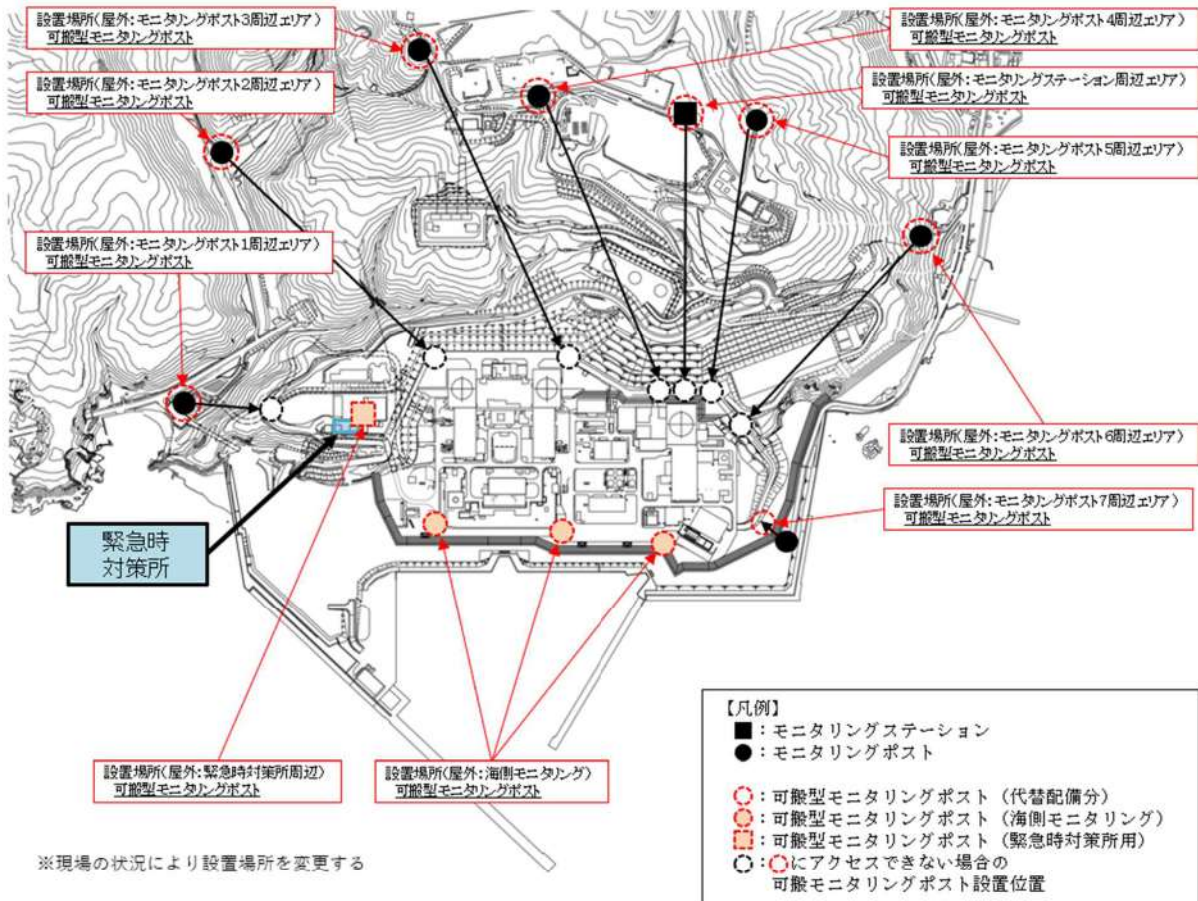 設置場所(屋外:モニタリングポスト3周辺エリア)
可搬型モニタリングポスト
設置場所(屋外:モニタリングポスト4周辺エリア)
可搬型モニタリングポスト
設置場所(屋外:モニタリングポスト2周辺エリア)
可搬型モニタリングポスト
設置場所(屋外:モニタリングステーション周辺エリア)
可搬型モニタリングポスト
設置場所(屋外:モニタリングポスト5周辺エリア)
可搬型モニタリングポスト
設置場所(屋外:モニタリングポスト1周辺エリア)
可搬型モニタリングポスト
設置場所(屋外:モニタリングポスト6周辺エリア)
可搬型モニタリングポスト
設置場所(屋外:モニタリングポスト7周辺エリア)
可搬型モニタリングポスト
緊急時
対策所
設置場所(屋外:緊急時対策所周辺)
可搬型モニタリングポスト
設置場所(屋外:海側モニタリング)
可搬型モニタリングポスト
※現場の状況により設置場所を変更する
【凡例】
■:モニタリングステーション
●:モニタリングポスト
:可搬型モニタリングポスト(代替配備分)
:可搬型モニタリングポスト(海側モニタリング)
:可搬型モニタリングポスト(緊急時対策所用)
:にアクセスできない場合の
可搬モニタリングポスト設置位置